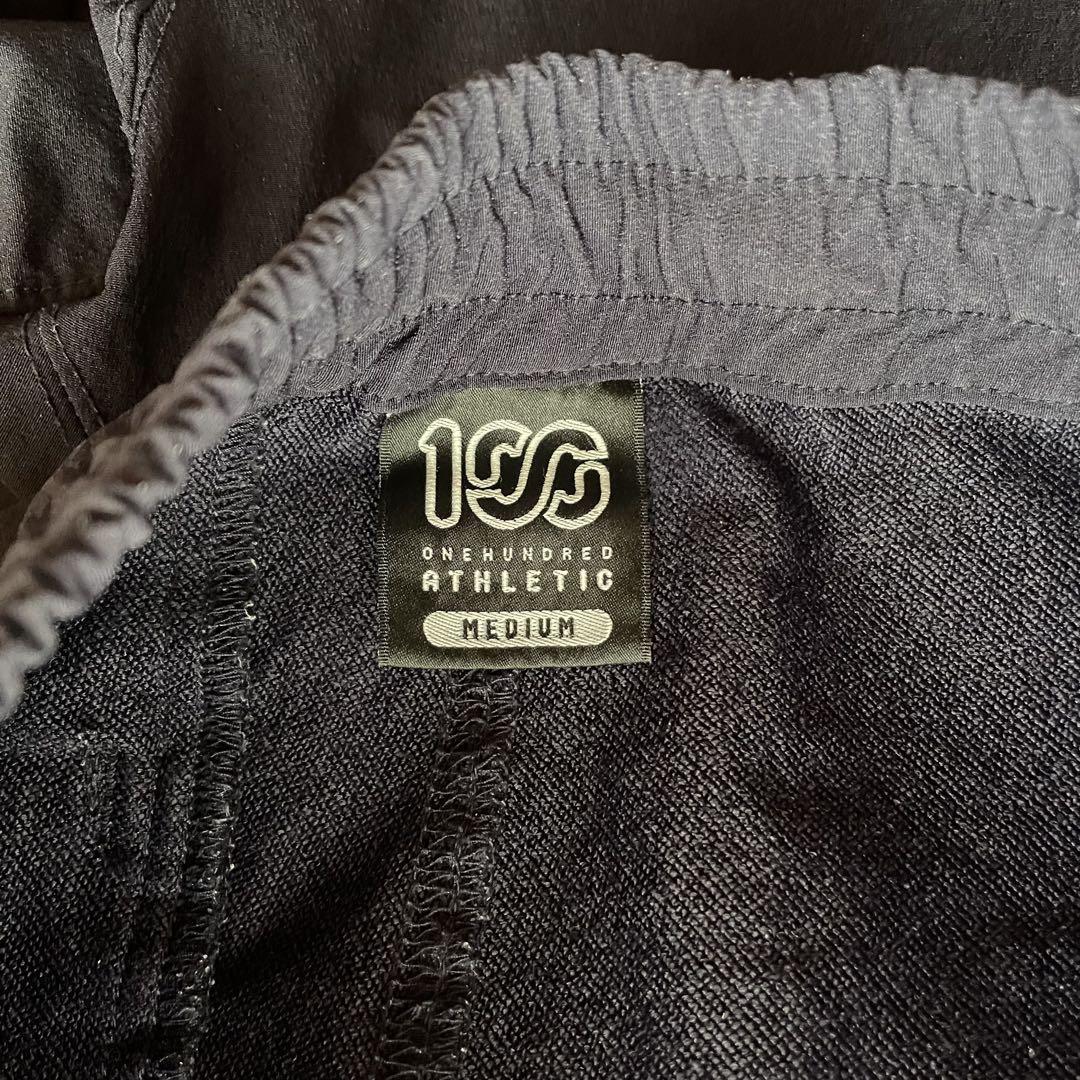 100
ONEHUNDRED
ATHLETIC
MEDIUM